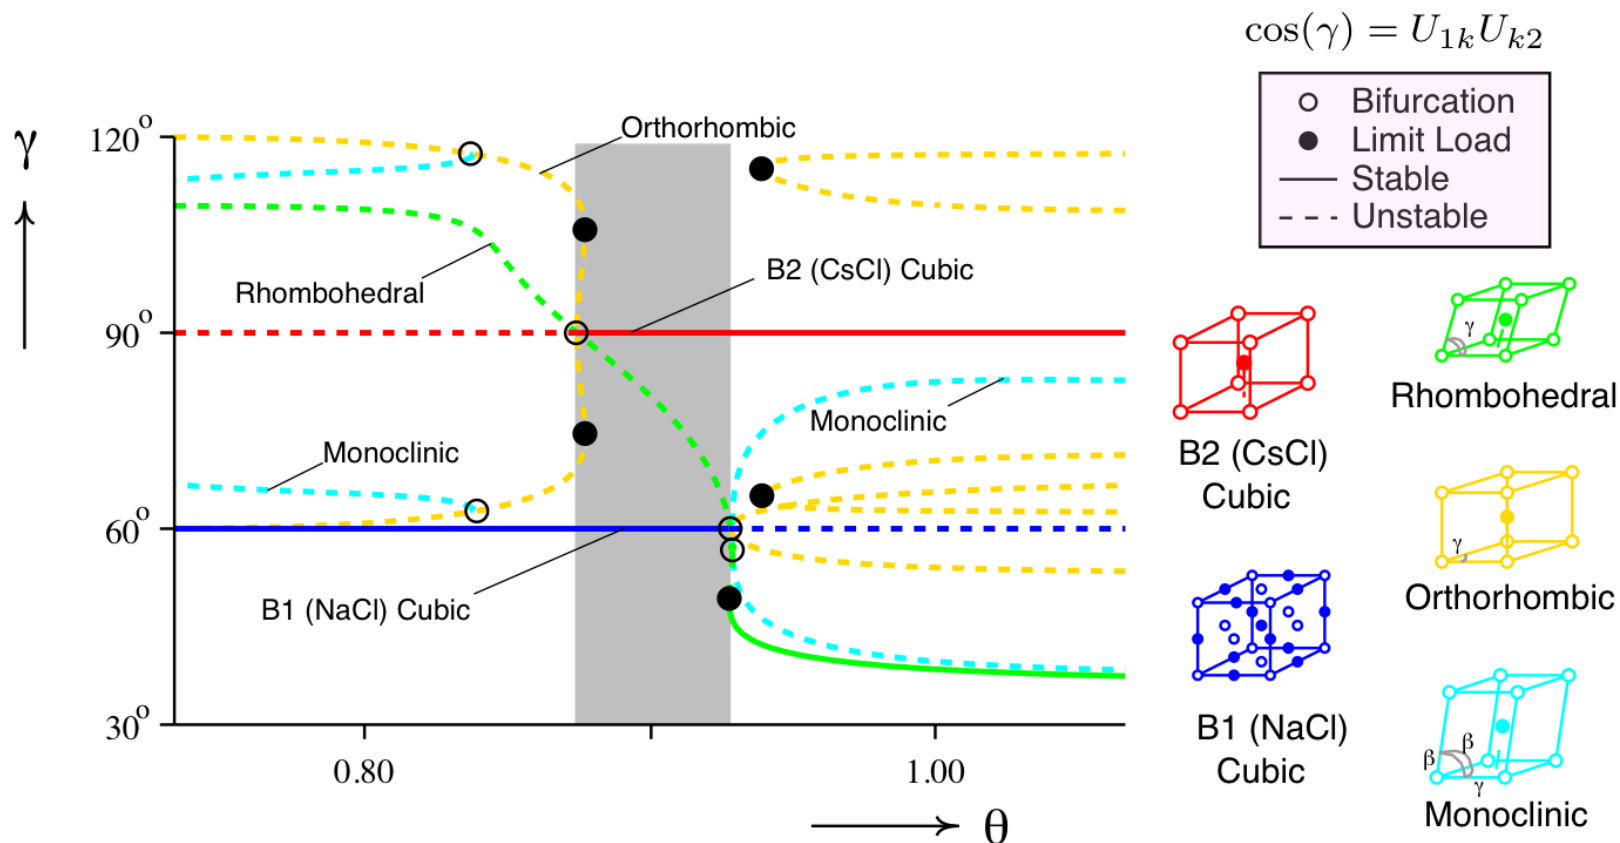 cos(γ) = U₁ₖUₖ₂
Bifurcation
Limit Load
Stable
Unstable
γ
120°
90°
60°
30°
Orthorhombic
B2 (CsCl) Cubic
Rhombohedral
Monoclinic
Monoclinic
B1 (NaCl) Cubic
0.80
1.00
θ
B2 (CsCl)
Cubic
γ
Rhombohedral
γ
Orthorhombic
B1 (NaCl)
Cubic
β
β
γ
Monoclinic